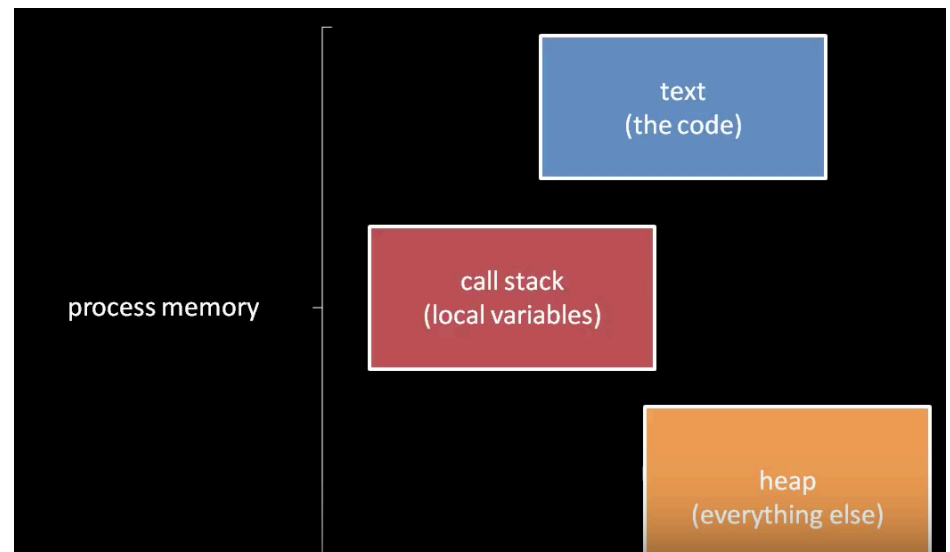 text
(the code)
process memory
call stack
(local variables)
heap
(everything else)